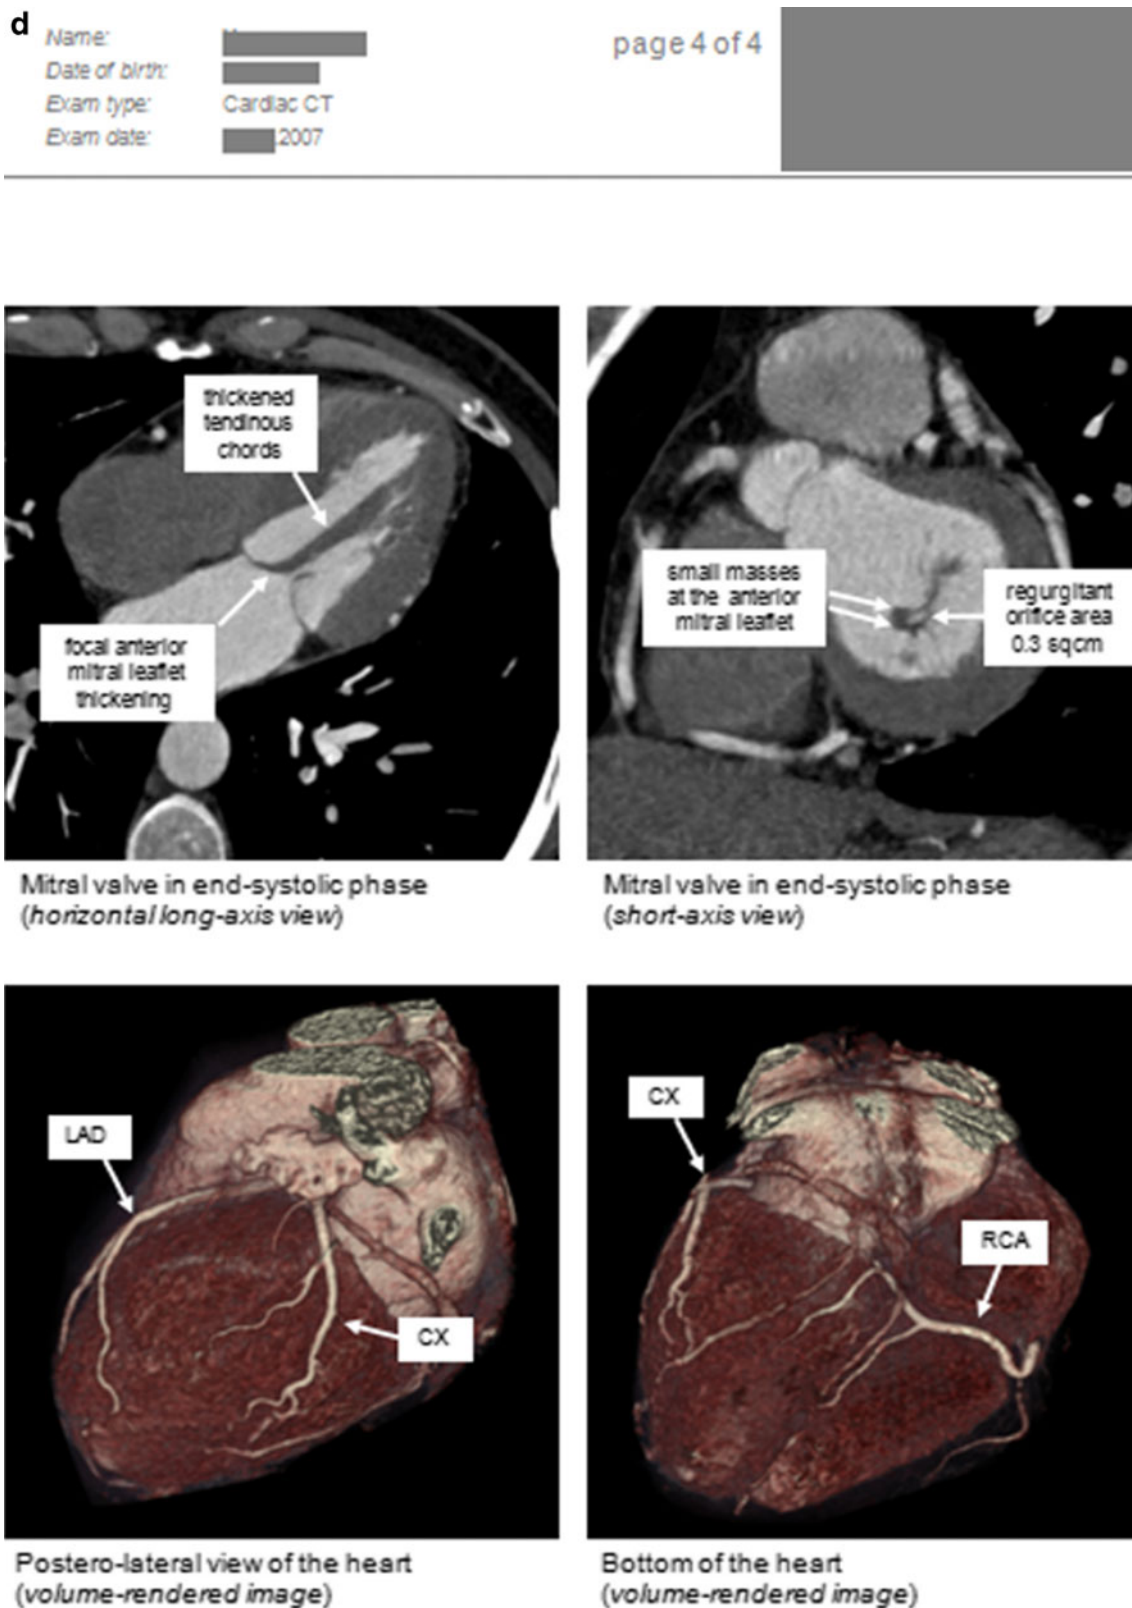 d
Name:
Date of birth:
Exam type: Cardiac CT
Exam date: .2007
page 4 of 4
thickened
tendinous
chords
focal anterior
mitral leaflet
thickening
small masses
at the anterior
mitral leaflet
regurgitant
orifice area
0.3 sqcm
Mitral valve in end-systolic phase
(horizontal long-axis view)
Mitral valve in end-systolic phase
(short-axis view)
LAD
CX
CX
RCA
Postero-lateral view of the heart
(volume-rendered image)
Bottom of the heart
(volume-rendered image)